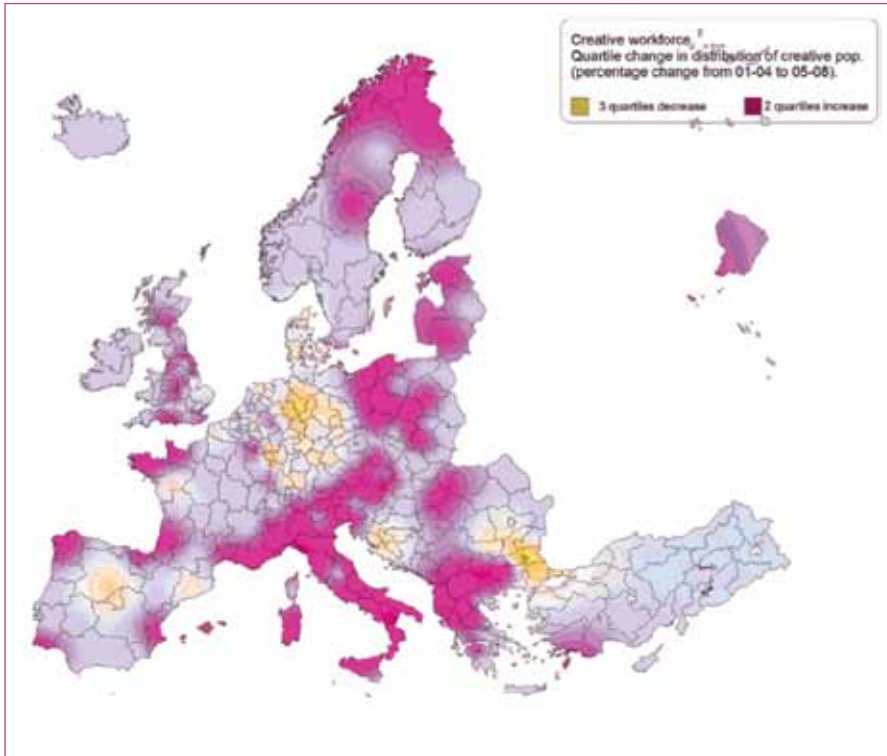 Creative workforce
Quartile change in distribution of creative pop.
(percentage change from 01-04 to 05-08).
3 quartiles decrease 2 quartiles increase